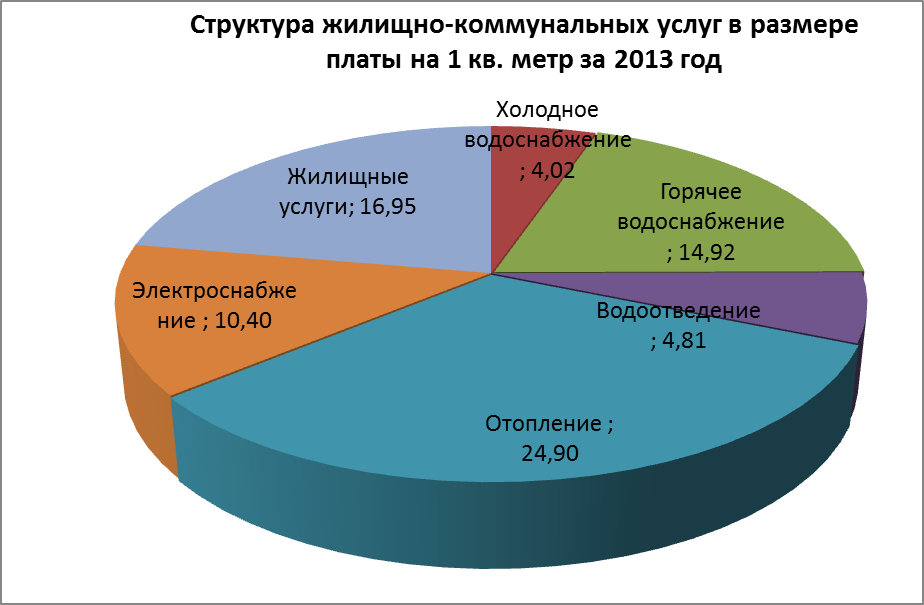 Структура жилищно-коммунальных услуг в размере
платы на 1 кв. метр за 2013 год
Холодное
водоснабжение
; 4,02
Горячее
водоснабжение
; 14,92
Водоотведение
; 4,81
Отопление ;
24,90
Электроснабже
ние ; 10,40
Жилищные
услуги; 16,95